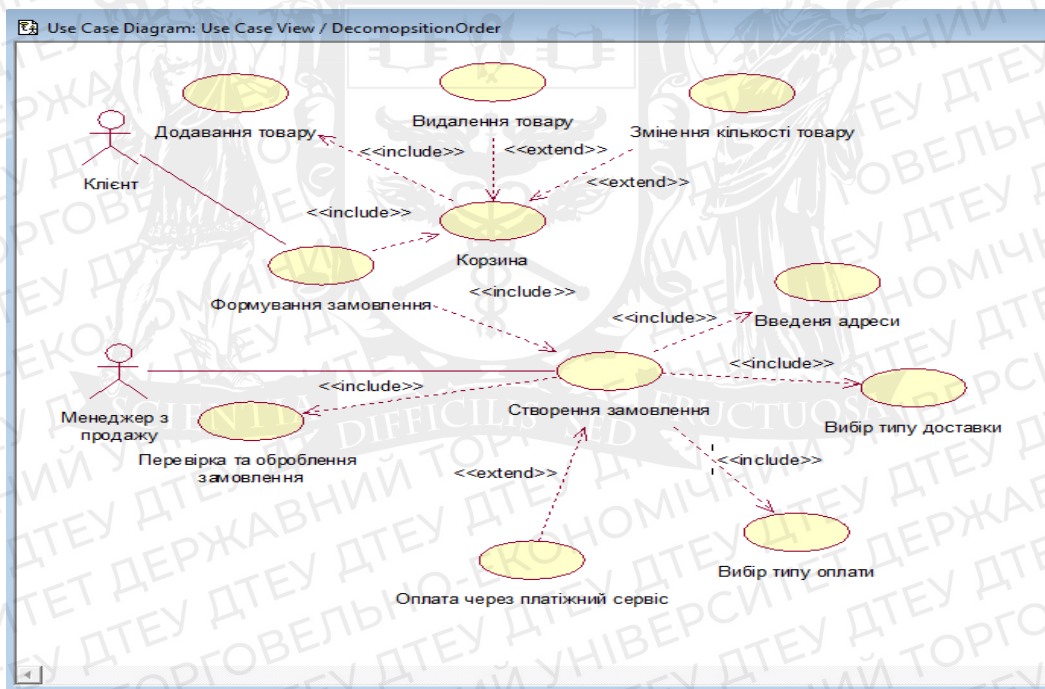 Use Case Diagram: Use Case View / DecomopsitionOrder
Додавання товару
Видалення товару
Змінення кількості товару
<<include>>
<<extend>>
<<extend>>
Клієнт
<<include>>
Корзина
Формування замовлення
<<include>>
<<include>>
Введеня адреси
<<include>>
<<include>>
Менеджер з
продажу
Створення замовлення
Вибір типу доставки
Перевірка та оброблення
замовлення
<<extend>>
<<include>>
Вибір типу оплати
Оплата через платіжний сервіс